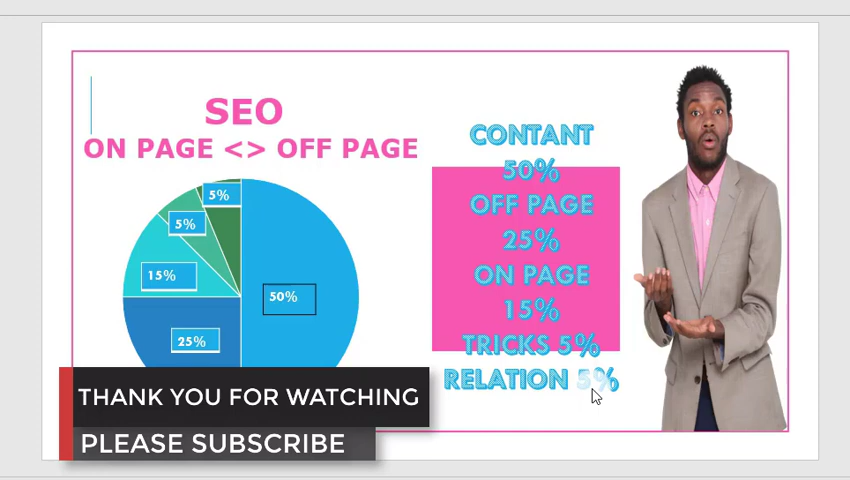 SEO
ON PAGE <> OFF PAGE
5%
5%
15%
50%
25%
CONTANT
50%
OFF PAGE
25%
ON PAGE
15%
TRICKS 5%
RELATION 5%
THANK YOU FOR WATCHING
PLEASE SUBSCRIBE